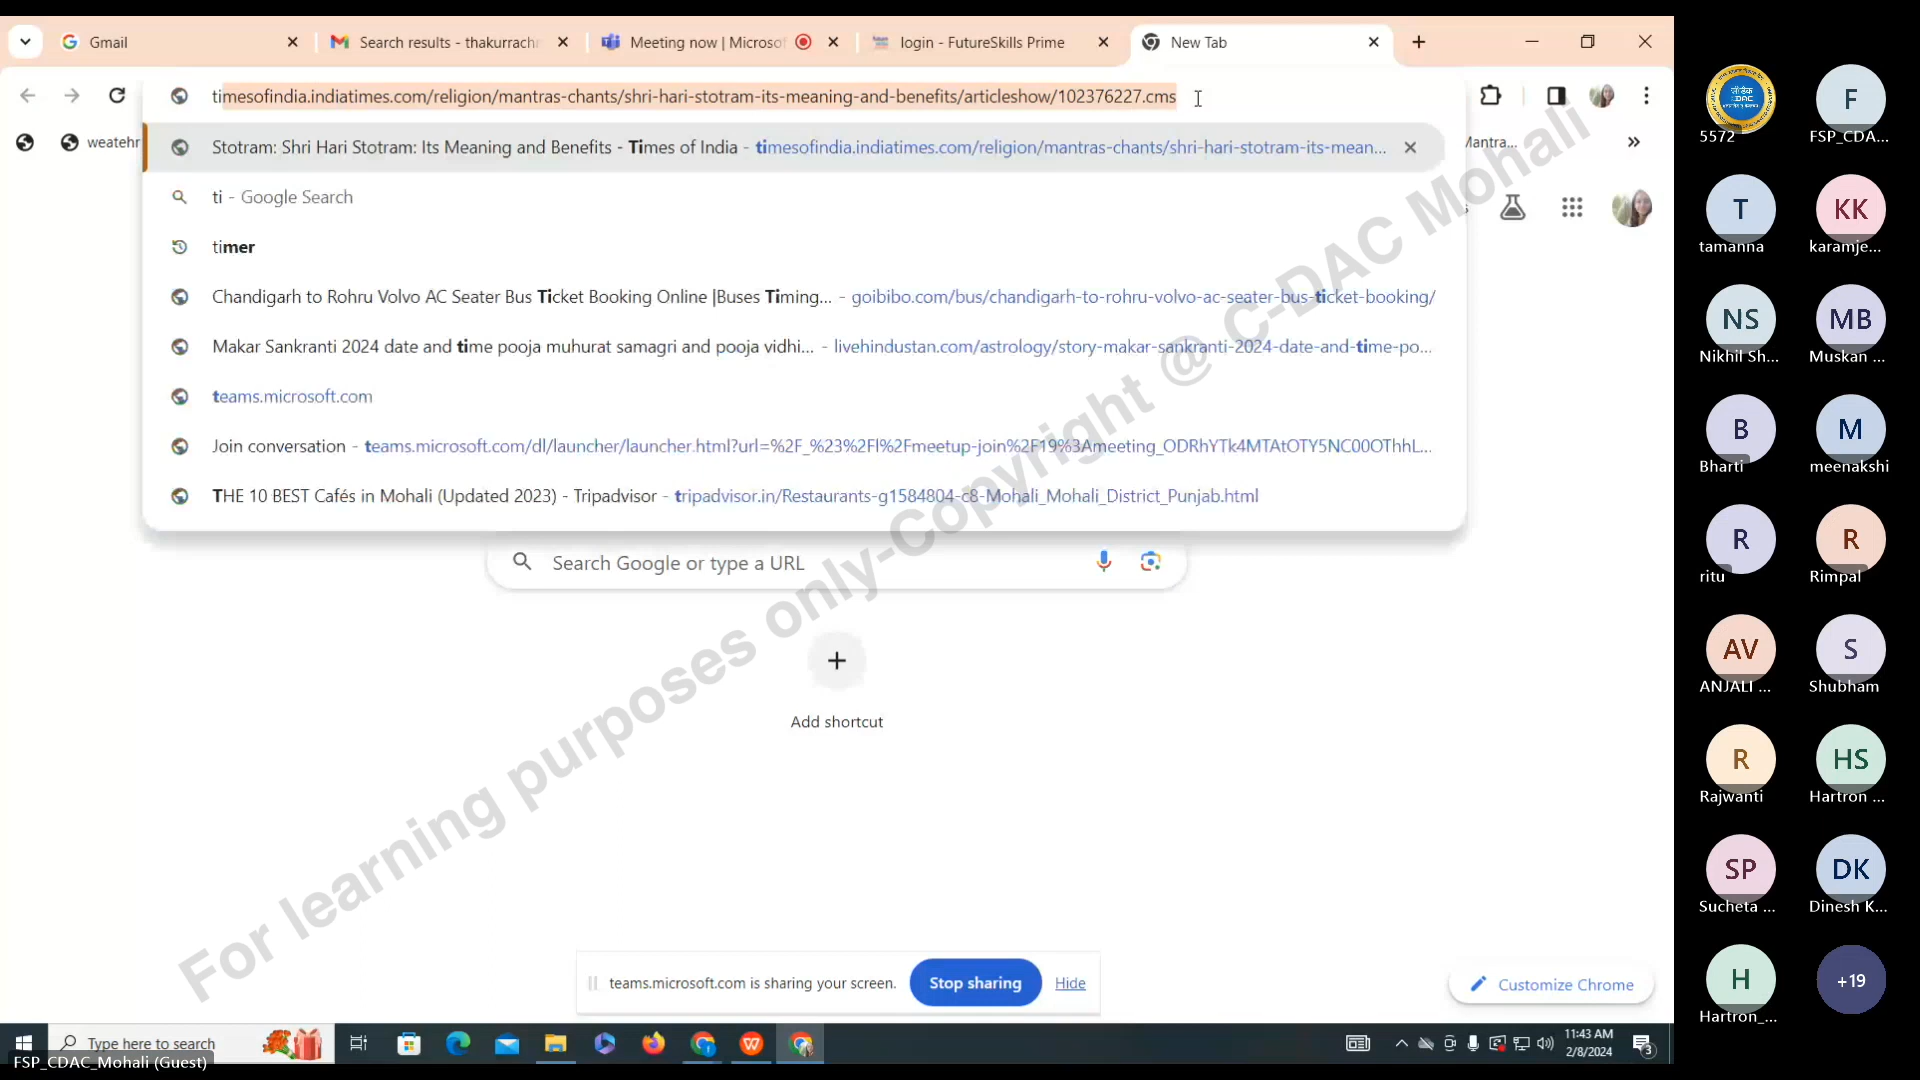 Gmail
Search results - thakurrachn
Meeting now | Microsof
login - FutureSkills Prime
New Tab
timesofindia.indiatimes.com/religion/mantras-chants/shri-hari-stotram-its-meaning-and-benefits/articleshow/102376227.cms
weatehr
Mantra...
Stotram: Shri Hari Stotram: Its Meaning and Benefits - Times of India - timesofindia.indiatimes.com/religion/mantras-chants/shri-hari-stotram-its-mean...
ti - Google Search
timer
Chandigarh to Rohru Volvo AC Seater Bus Ticket Booking Online |Buses Timing... - goibibo.com/bus/chandigarh-to-rohru-volvo-ac-seater-bus-ticket-booking/
Makar Sankranti 2024 date and time pooja muhurat samagri and pooja vidhi... - livehindustan.com/astrology/story-makar-sankranti-2024-date-and-time-po...
teams.microsoft.com
Join conversation - teams.microsoft.com/dl/launcher/launcher.html?url=%2F_%23%2Fl%2Fmeetup-join%2F19%3Ameeting_ODRhYTk4MTAtOTY5NC00OThhL...
THE 10 BEST Cafés in Mohali (Updated 2023) - Tripadvisor - tripadvisor.in/Restaurants-g1584804-c8-Mohali_Mohali_District_Punjab.html
Search Google or type a URL
Add shortcut
For learning purposes only-Copyright @ C-DAC Mohali
teams.microsoft.com is sharing your screen.
Stop sharing
Hide
Customize Chrome
Type here to search
11:43 AM
2/8/2024
3
FSP_CDAC_Mohali (Guest)
सी डैक
CDAC
5572
F
FSP_CDA...
T
tamanna
KK
karamje...
NS
Nikhil Sh...
MB
Muskan ...
B
Bharti
M
meenakshi
R
ritu
R
Rimpal
AV
ANJALI ...
S
Shubham
R
Rajwanti
HS
Hartron ...
SP
Sucheta ...
DK
Dinesh K...
H
Hartron_...
+19